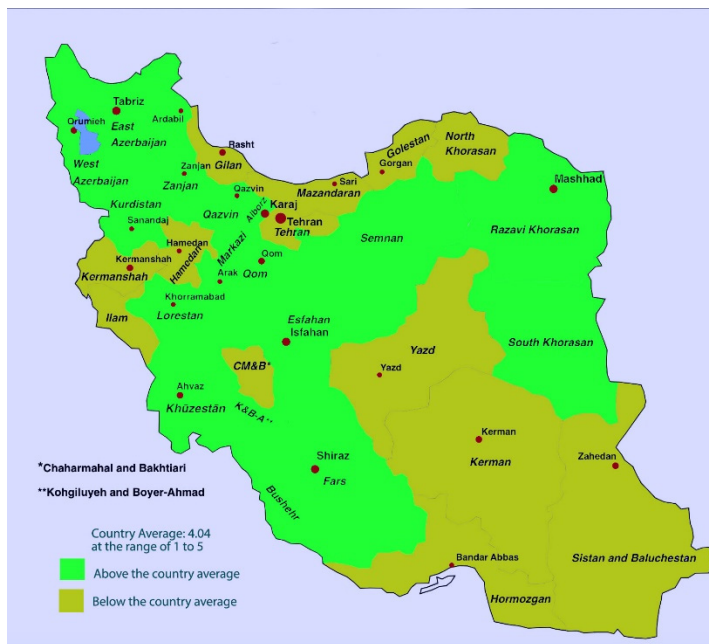 Tabriz
Orumieh
East
Azerbaijan
Ardabil
West
Azerbaijan
Rasht
Gilan
Zanjan
Zanjan
Golestan
Gorgan
North
Khorasan
Mashhad
Razavi Khorasan
Sari
Mazandaran
Qazvin
Qazvin
Karaj
Alborz
Tehran
Tehran
Kurdistan
Sanandaj
Semnan
Hamedan
Hamedan
Markazi
Qom
Qom
Kermanshah
Kermanshah
Arak
Khorramabad
Lorestan
Ilam
Esfahan
Isfahan
South Khorasan
Yazd
Yazd
CM&B*
Ahvaz
Khūzestān
K&B-A**
Kerman
Kerman
Zahedan
Shiraz
Fars
Bushehr
Bandar Abbas
Hormozgan
Sistan and Baluchestan
*Chaharmahal and Bakhtiari
**Kohgiluyeh and Boyer-Ahmad
Country Average: 4.04
at the range of 1 to 5
Above the country average
Below the country average